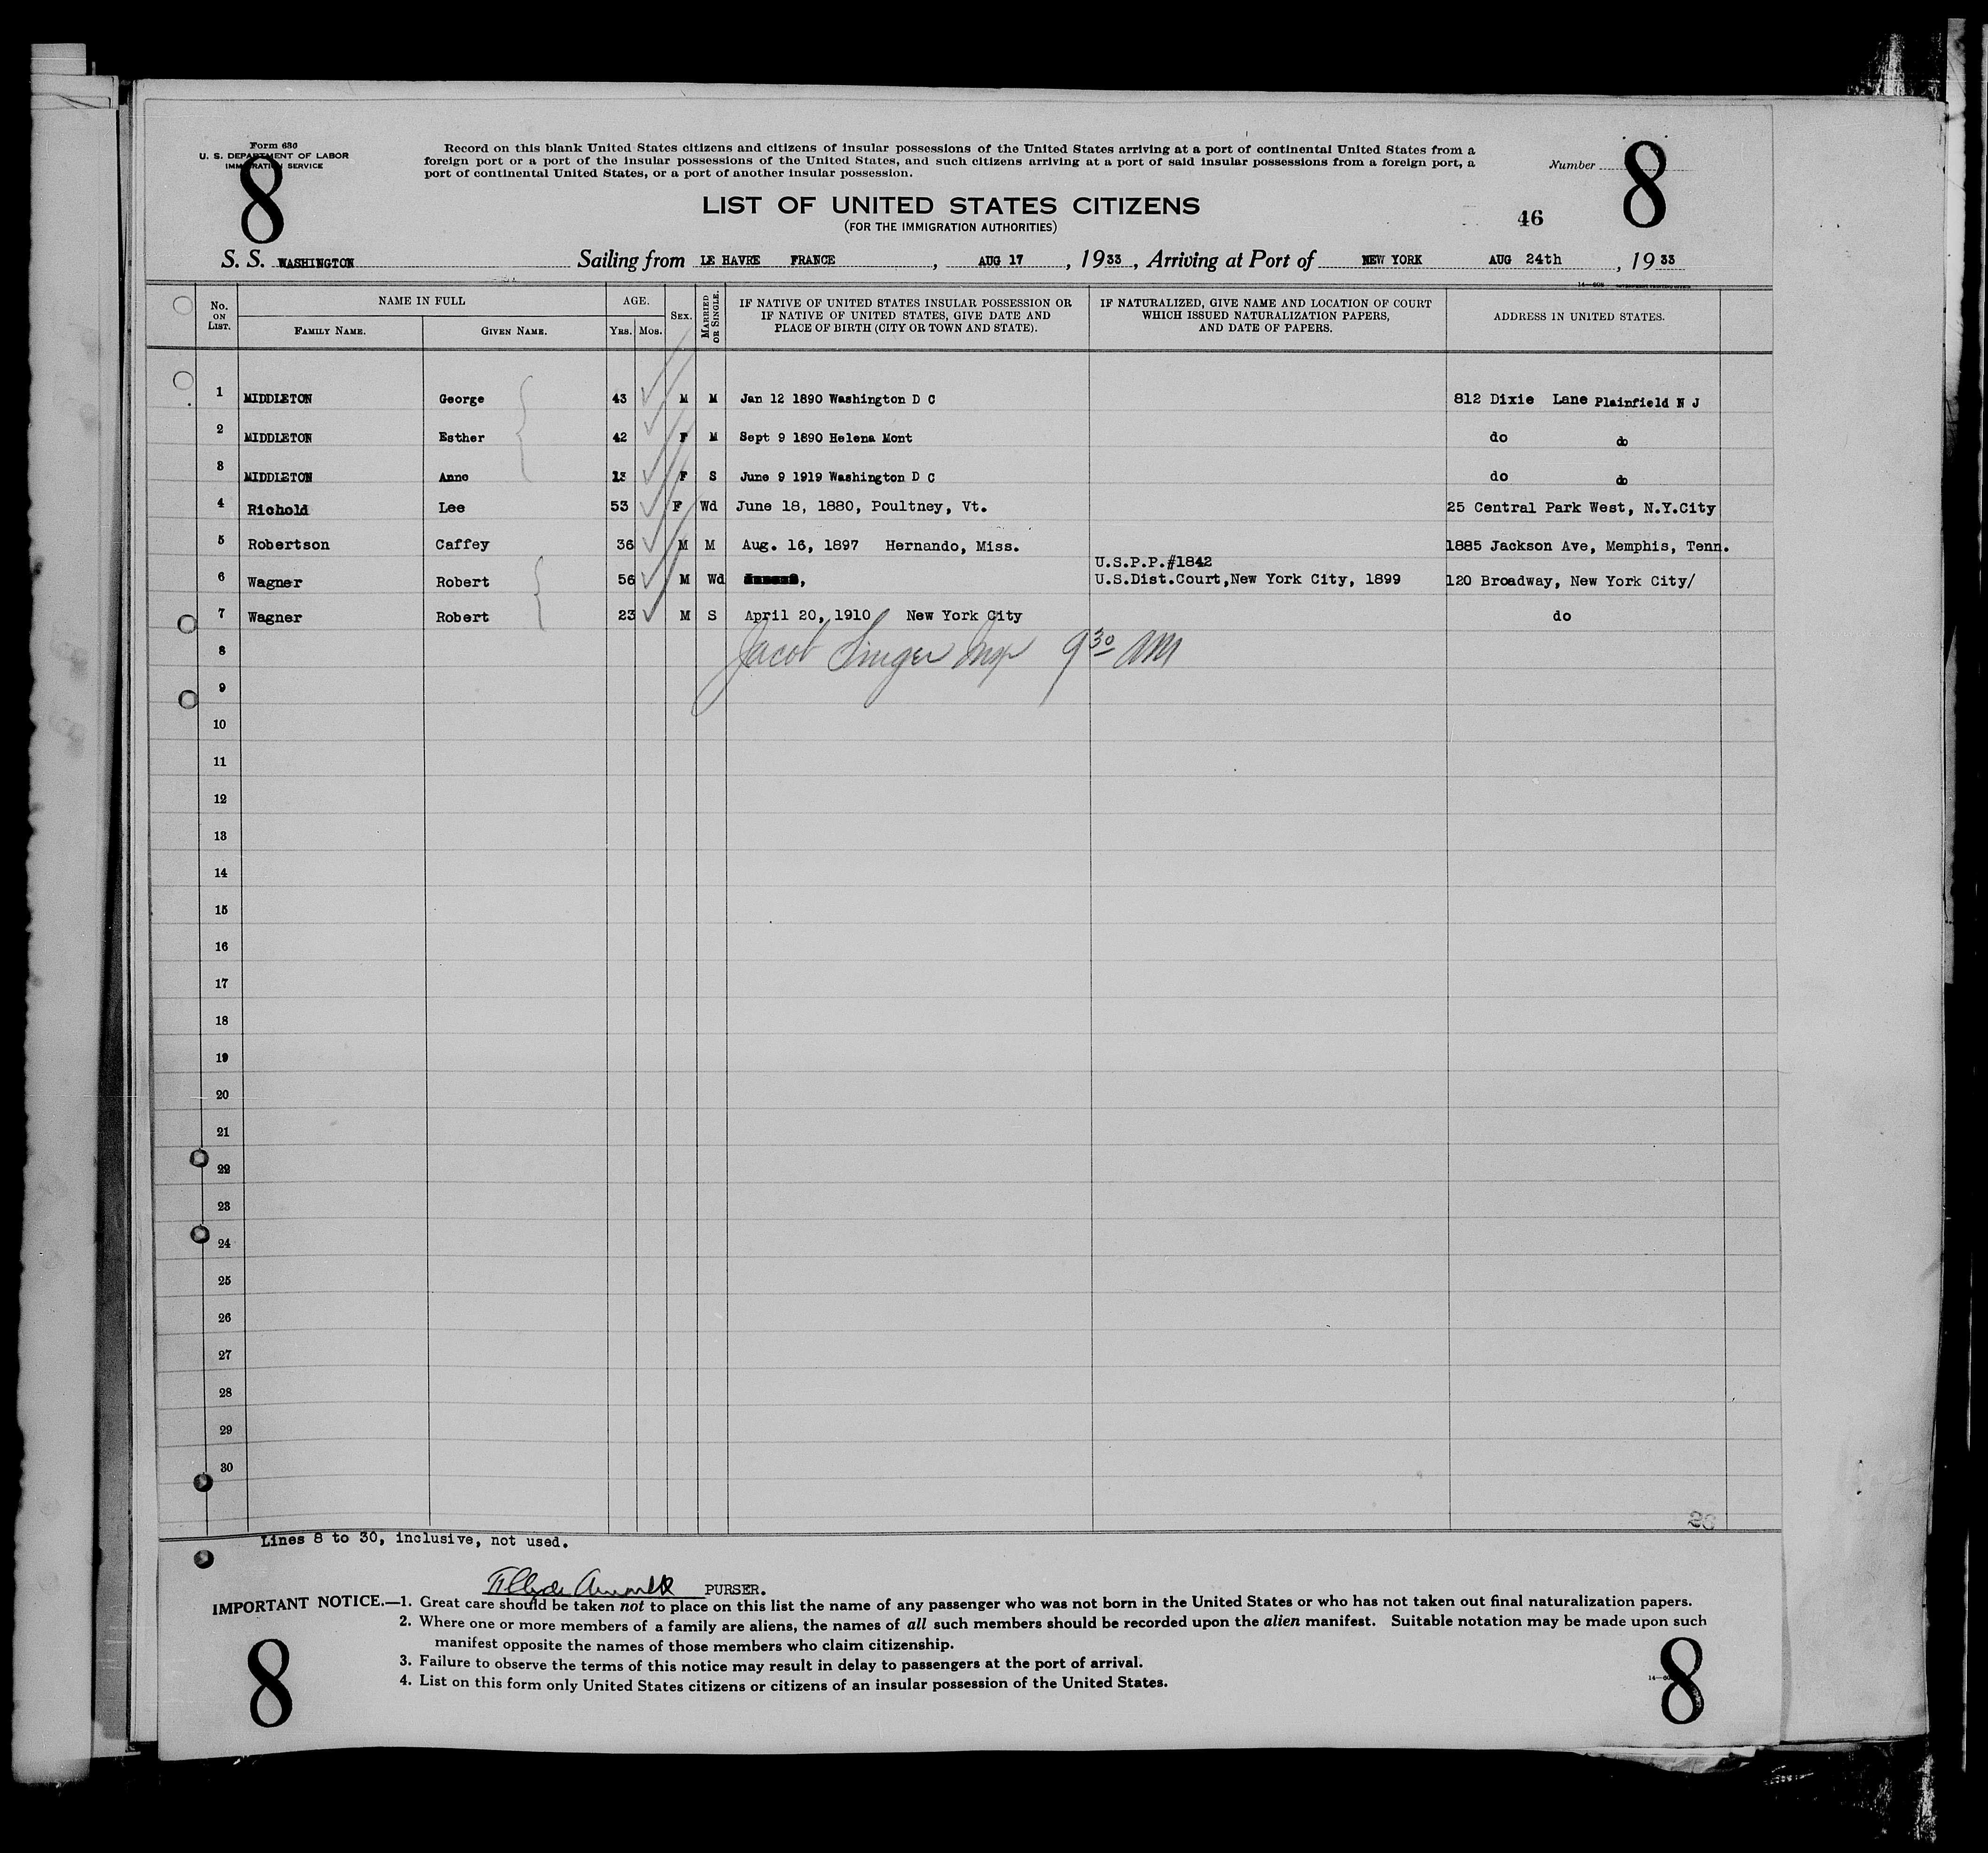 Form 630
U. S. DEPARTMENT OF LABOR
IMMIGRATION SERVICE
8
Record on this blank United States citizens and citizens of insular possessions of the United States arriving at a port of continental United States from a
foreign port or a port of the insular possessions of the United States, and such citizens arriving at a port of said insular possessions from a foreign port, a
port of continental United States, or a port of another insular possession.
Number
8
LIST OF UNITED STATES CITIZENS
(FOR THE IMMIGRATION AUTHORITIES)
46
S. S. WASHINGTON Sailing from LE HAVRE FRANCE, AUG 17, 1933, Arriving at Port of NEW YORK AUG 24th, 1933
No. ON LIST. NAME IN FULL AGE. SEX. MARRIED OR SINGLE. IF NATIVE OF UNITED STATES INSULAR POSSESSION OR IF NATIVE OF UNITED STATES, GIVE DATE AND PLACE OF BIRTH (CITY OR TOWN AND STATE). IF NATURALIZED, GIVE NAME AND LOCATION OF COURT WHICH ISSUED NATURALIZATION PAPERS, AND DATE OF PAPERS. ADDRESS IN UNITED STATES.
FAMILY NAME. GIVEN NAME. YRS. MOS.
1 MIDDLETON George 43 M M Jan 12 1890 Washington D C 812 Dixie Lane Plainfield N J
2 MIDDLETON Esther 42 F M Sept 9 1890 Helena Mont do do
3 MIDDLETON Anne 13 F S June 9 1919 Washington D C do do
4 Richold Lee 53 F Wd June 18, 1880, Poultney, Vt. 25 Central Park West, N.Y.City
5 Robertson Caffey 36 M M Aug. 16, 1897 Hernando, Miss. 1885 Jackson Ave, Memphis, Tenn.
U.S.P.P.#1842
6 Wagner Robert 56 M Wd , U.S.Dist.Court,New York City, 1899 120 Broadway, New York City/
7 Wagner Robert 23 M S April 20, 1910 New York City do
8 Jacob Singer Insp 9 30 AM
9
10
11
12
13
14
15
16
17
18
19
20
21
22
23
24
25
26
27
28
29
30
26
Lines 8 to 30, inclusive, not used.
PURSER.
IMPORTANT NOTICE.—1. Great care should be taken not to place on this list the name of any passenger who was not born in the United States or who has not taken out final naturalization papers.
2. Where one or more members of a family are aliens, the names of all such members should be recorded upon the alien manifest. Suitable notation may be made upon such
manifest opposite the names of those members who claim citizenship.
3. Failure to observe the terms of this notice may result in delay to passengers at the port of arrival.
4. List on this form only United States citizens or citizens of an insular possession of the United States.
8
8